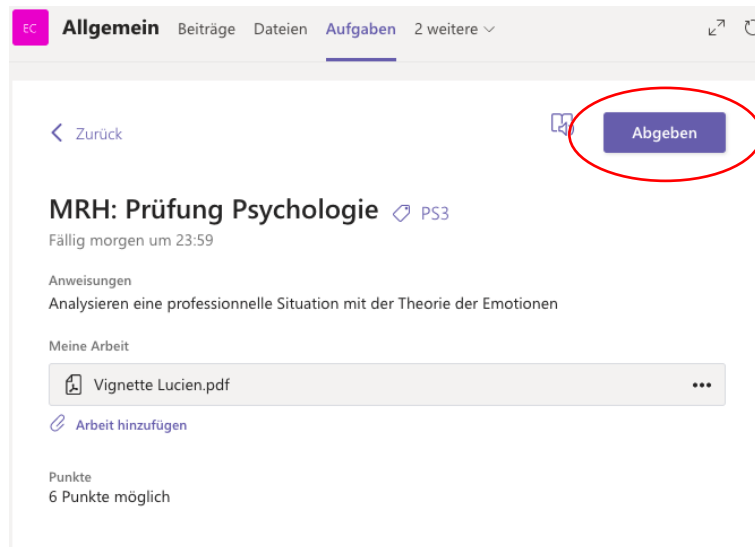 EC Allgemein Beiträge Dateien Aufgaben 2 weitere
Zurück Abgeben
MRH: Prüfung Psychologie PS3
Fällig morgen um 23:59
Anweisungen
Analysieren eine professionnelle Situation mit der Theorie der Emotionen
Meine Arbeit
Vignette Lucien.pdf
Arbeit hinzufügen
Punkte
6 Punkte möglich